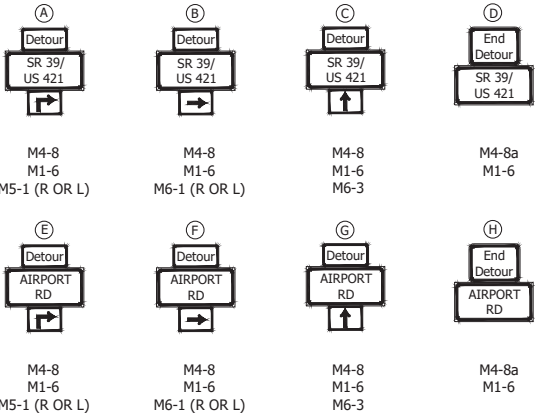 A
B
C
D
Detour
SR 39/
US 421
Detour
SR 39/
US 421
Detour
SR 39/
US 421
End
Detour
SR 39/
US 421
M4-8
M1-6
M5-1 (R OR L)
M4-8
M1-6
M6-1 (R OR L)
M4-8
M1-6
M6-3
M4-8a
M1-6
E
F
G
H
Detour
AIRPORT
RD
Detour
AIRPORT
RD
Detour
AIRPORT
RD
End
Detour
AIRPORT
RD
M4-8
M1-6
M5-1 (R OR L)
M4-8
M1-6
M6-1 (R OR L)
M4-8
M1-6
M6-3
M4-8a
M1-6